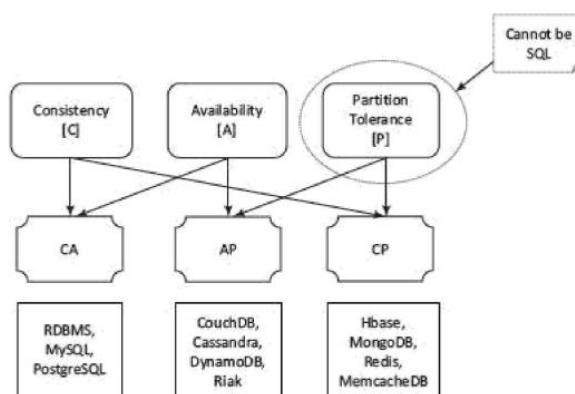 Cannot be
SQL
Consistency
[C]
Availability
[A]
Partition
Tolerance
[P]
CA
AP
CP
RDBMS,
MySQL,
PostgreSQL
CouchDB,
Cassandra,
DynamoDB,
Riak
Hbase,
MongoDB,
Redis,
MemcacheDB